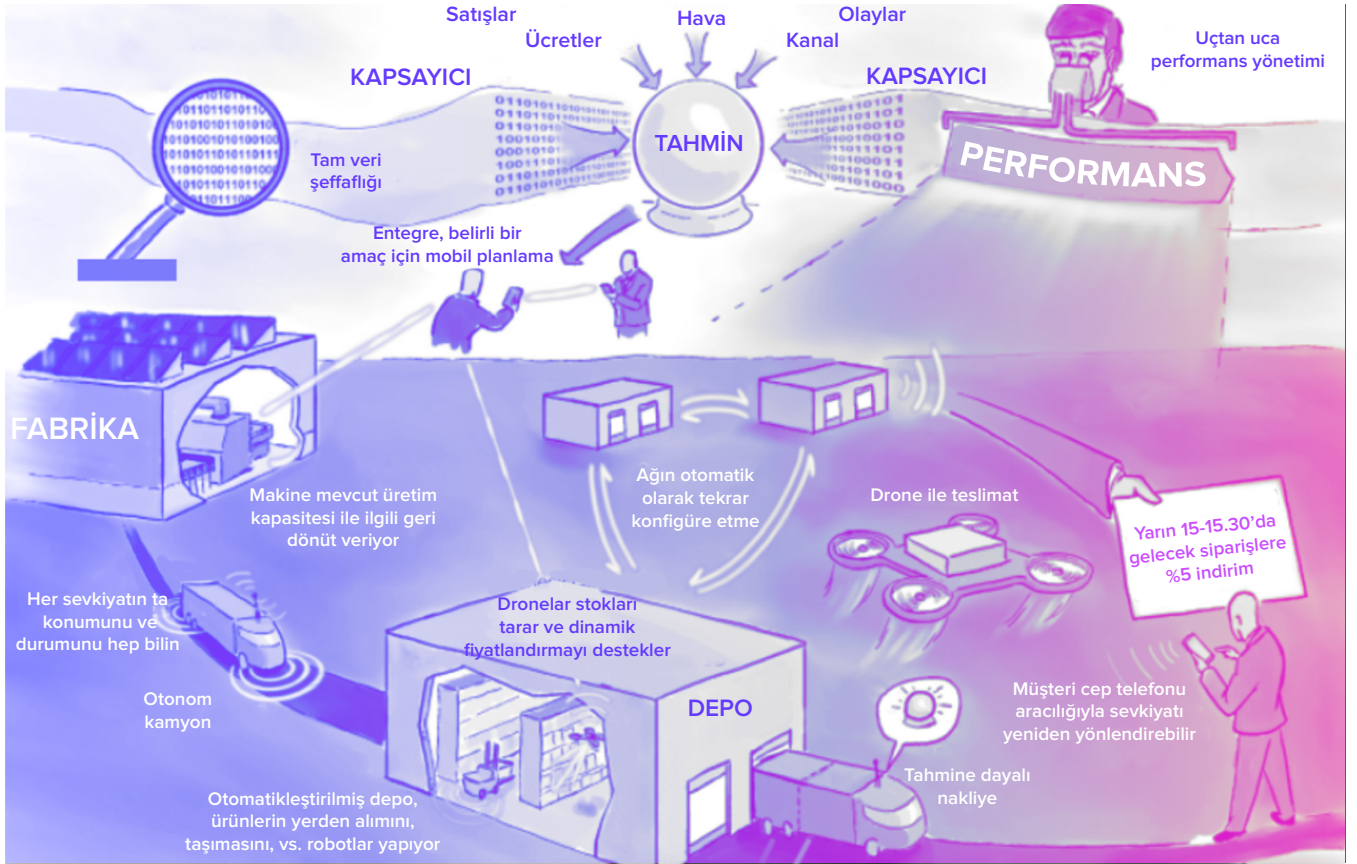 Satışlar
Hava
Olaylar
Ücretler
Kanal
Uçtan uca
performans yönetimi
KAPSAYICI
KAPSAYICI
TAHMİN
PERFORMANS
Tam veri
şeffaflığı
Entegre, belirli bir
amaç için mobil planlama
FABRİKA
Makine mevcut üretim
kapasitesi ile ilgili geri
dönüt veriyor
Ağın otomatik
olarak tekrar
konfigüre etme
Drone ile teslimat
Yarın 15-15.30’da
gelecek siparişlere
%5 indirim
Her sevkiyatın ta
konumunu ve
durumunu hep bilin
Otonom
kamyon
Dronelar stokları
tarar ve dinamik
fiyatlandırmayı destekler
DEPO
Müşteri cep telefonu
aracılığıyla sevkiyatı
yeniden yönlendirebilir
Tahmine dayalı
nakliye
Otomatikleştirilmiş depo,
ürünlerin yerden alımını,
taşımasını, vs. robotlar yapıyor